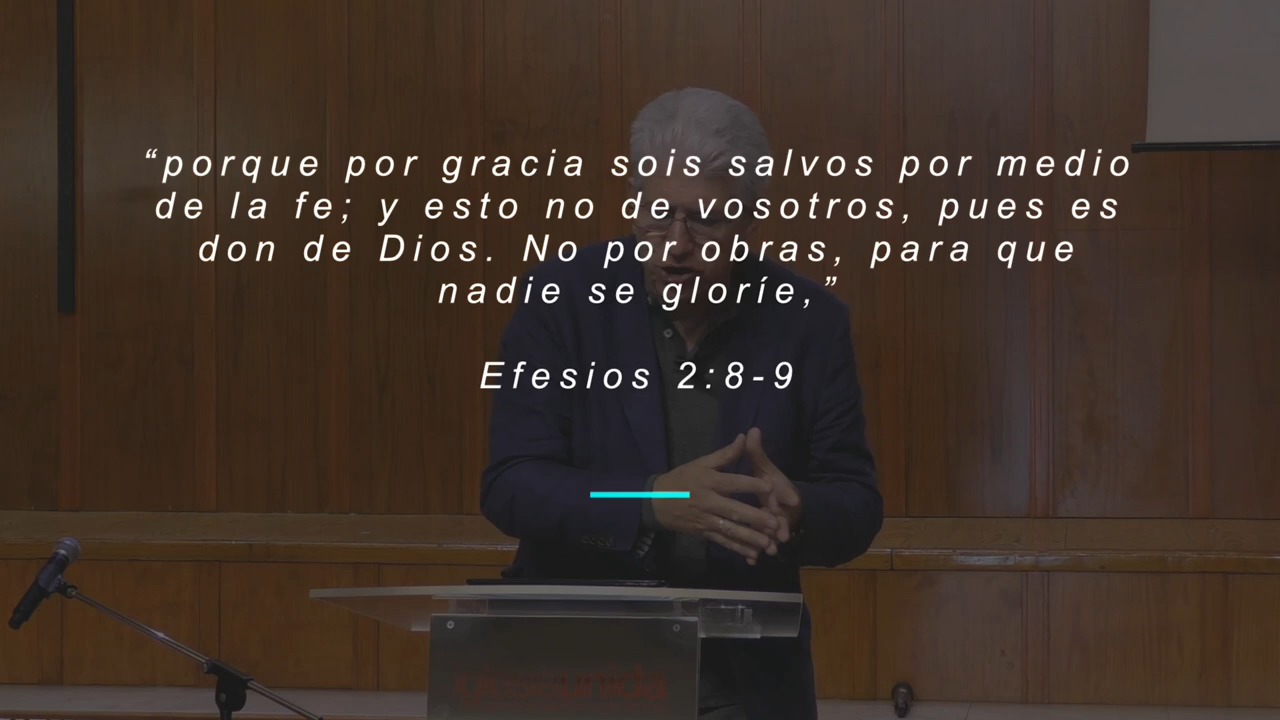 “porque por gracia sois salvos por medio
de la fe; y esto no de vosotros, pues es
don de Dios. No por obras, para que
nadie se gloríe,”
Efesios 2:8-9